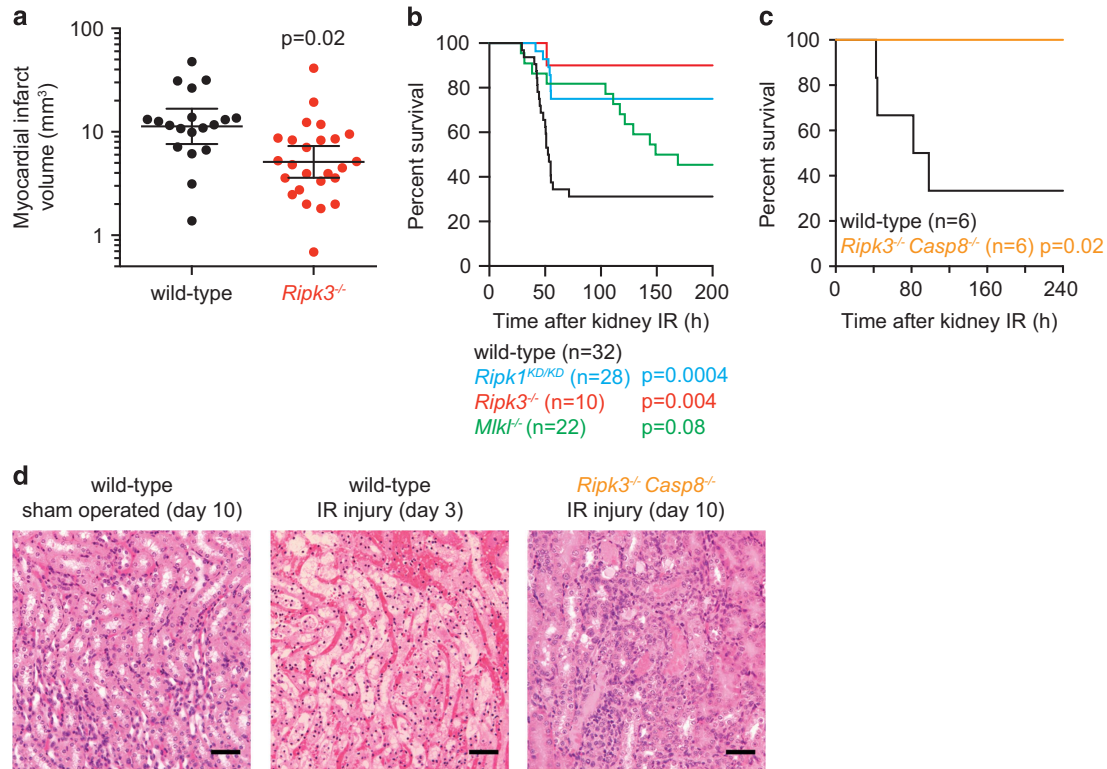 a
100
10
1
Myocardial infarct
volume (mm³)
p=0.02
wild-type
Ripk3-/-
b
100
80
60
40
20
0
Percent survival
0
50
100
150
200
Time after kidney IR (h)
wild-type (n=32)
Ripk1KD/KD (n=28) p=0.0004
Ripk3-/- (n=10) p=0.004
Mlkl-/- (n=22) p=0.08
c
100
80
60
40
20
0
Percent survival
wild-type (n=6)
Ripk3-/- Casp8-/- (n=6) p=0.02
0
80
160
240
Time after kidney IR (h)
d
wild-type
sham operated (day 10)
wild-type
IR injury (day 3)
Ripk3-/- Casp8-/-
IR injury (day 10)